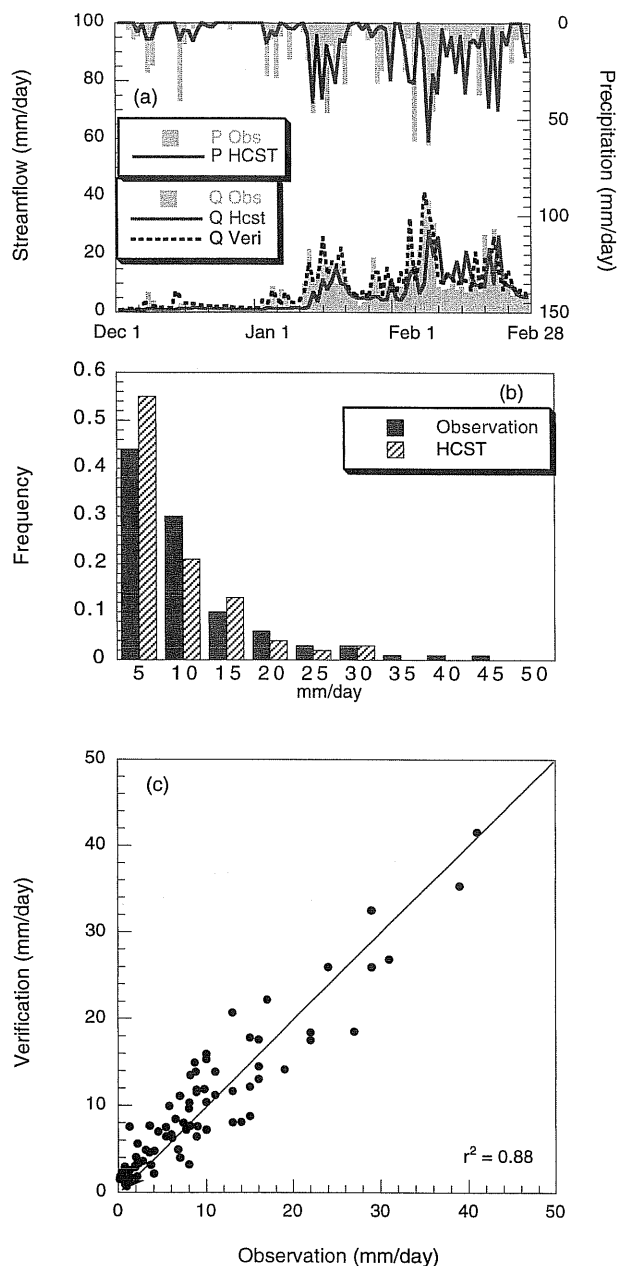 100
80
60
40
20
0
Streamflow (mm/day)
(a)
P Obs
P HCST
Q Obs
Q Hcst
Q Veri
0
50
100
150
Precipitation (mm/day)
Dec 1 Jan 1 Feb 1 Feb 28
0.6
0.5
0.4
0.3
0.2
0.1
0
Frequency
(b)
Observation
HCST
5 10 15 20 25 30 35 40 45 50
mm/day
50
40
30
20
10
0
Verification (mm/day)
(c)
r² = 0.88
0 10 20 30 40 50
Observation (mm/day)